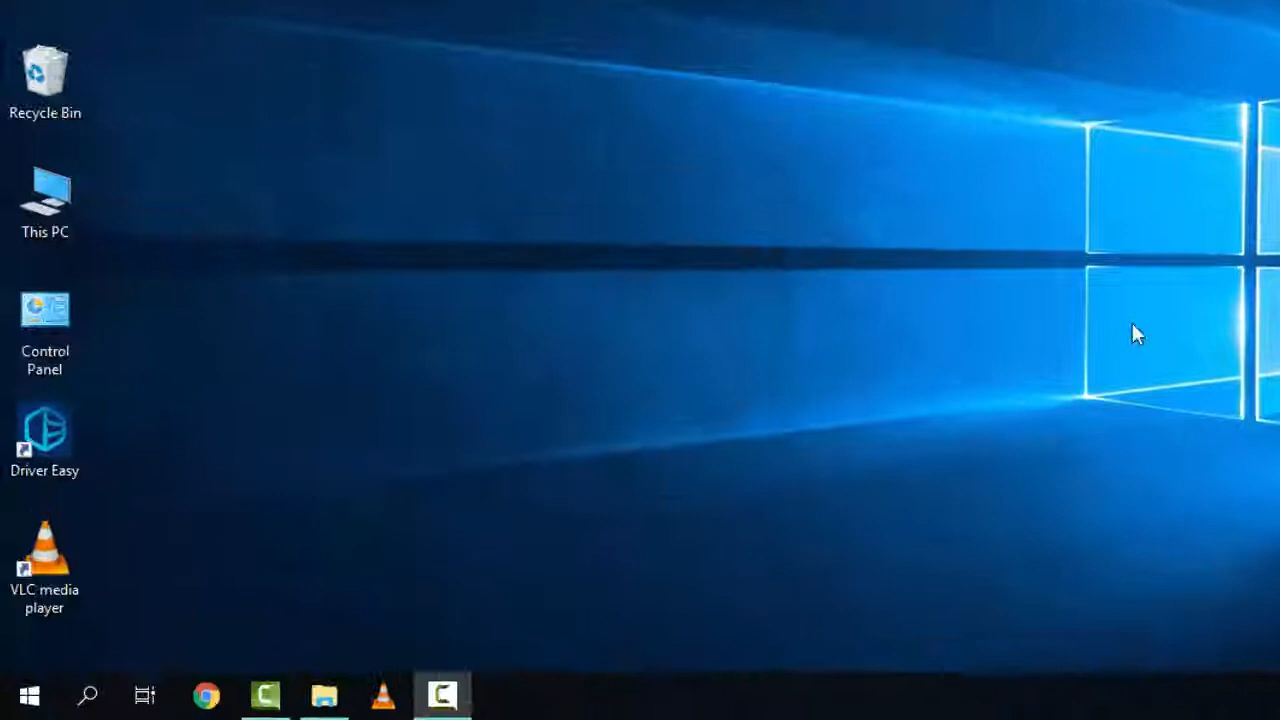 Recycle Bin
This PC
Control
Panel
Driver Easy
VLC media
player